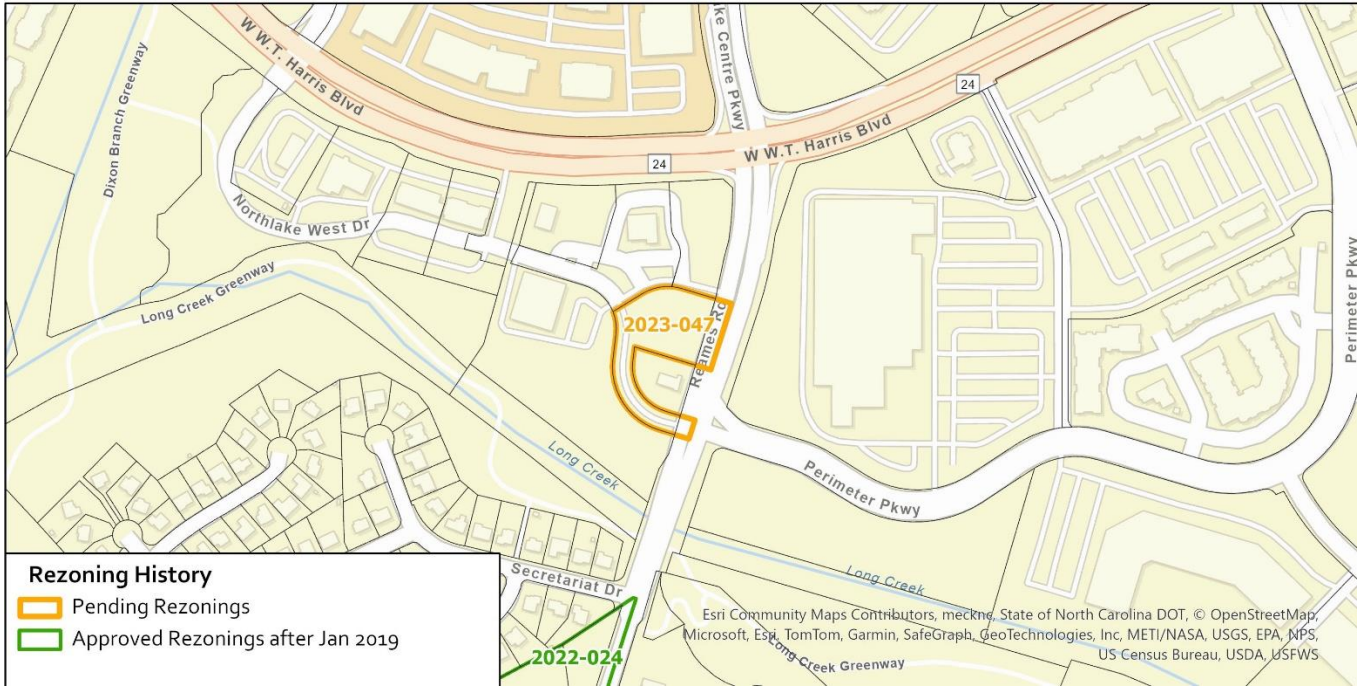 W W.T. Harris Blvd
ke Centre Pkwy
24
Dixon Branch Greenway
24
W W.T. Harris Blvd
Northlake West Dr
Long Creek Greenway
2023-047
Reames Rd
Perimeter Pkwy
Long Creek
Perimeter Pkwy
Secretariat Dr
Long Creek
2022-024
Long Creek Greenway
Rezoning History
Pending Rezonings
Approved Rezonings after Jan 2019
Esri Community Maps Contributors, mecknc, State of North Carolina DOT, © OpenStreetMap,
Microsoft, Esri, TomTom, Garmin, SafeGraph, GeoTechnologies, Inc, METI/NASA, USGS, EPA, NPS,
US Census Bureau, USDA, USFWS